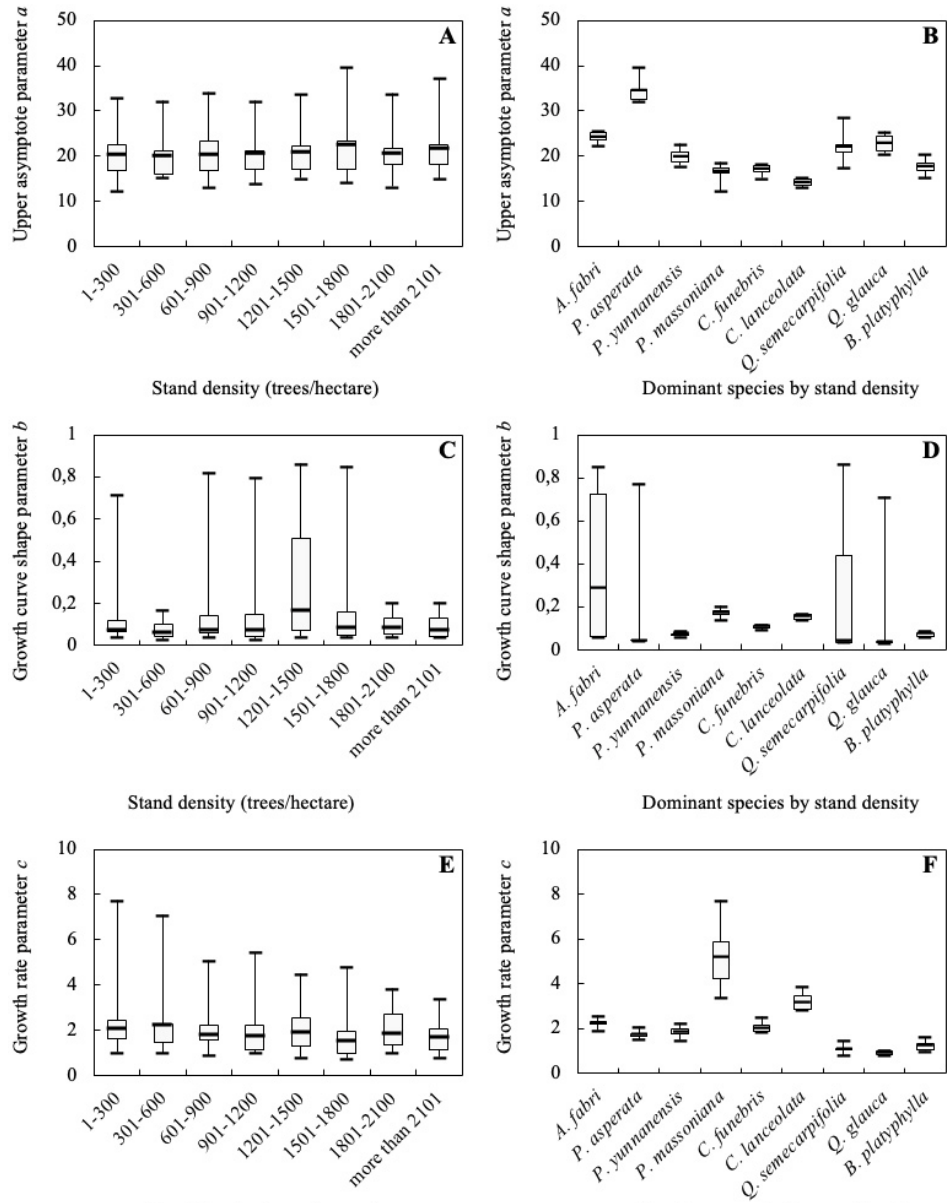 A
Upper asymptote parameter a
50
40
30
20
10
0
1-300
301-600
601-900
901-1200
1201-1500
1501-1800
1801-2100
more than 2101
Stand density (trees/hectare)
B
Upper asymptote parameter a
50
40
30
20
10
0
A. fabri
P. asperata
P. yunnanensis
P. massoniana
C. funebris
C. lanceolata
Q. semecarpifolia
Q. glauca
B. platyphylla
Dominant species by stand density
C
Growth curve shape parameter b
1
0,8
0,6
0,4
0,2
0
1-300
301-600
601-900
901-1200
1201-1500
1501-1800
1801-2100
more than 2101
Stand density (trees/hectare)
D
Growth curve shape parameter b
1
0,8
0,6
0,4
0,2
0
A. fabri
P. asperata
P. yunnanensis
P. massoniana
C. funebris
C. lanceolata
Q. semecarpifolia
Q. glauca
B. platyphylla
Dominant species by stand density
E
Growth rate parameter c
10
8
6
4
2
0
1-300
301-600
601-900
901-1200
1201-1500
1501-1800
1801-2100
more than 2101
F
Growth rate parameter c
10
8
6
4
2
0
A. fabri
P. asperata
P. yunnanensis
P. massoniana
C. funebris
C. lanceolata
Q. semecarpifolia
Q. glauca
B. platyphylla